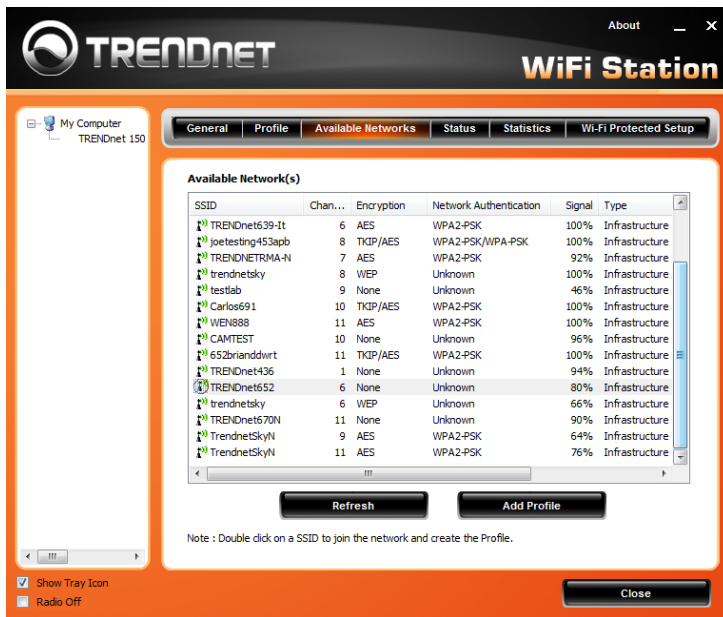 About
TRENDNET
WiFi Station
My Computer
TRENDnet 150
General Profile Available Networks Status Statistics Wi-Fi Protected Setup
Available Network(s)
SSID Chan... Encryption Network Authentication Signal Type
TRENDnet639-It 6 AES WPA2-PSK 100% Infrastructure
joetesting453apb 8 TKIP/AES WPA2-PSK/WPA-PSK 100% Infrastructure
TRENDNETRMA-N 7 AES WPA2-PSK 92% Infrastructure
trendnetsky 8 WEP Unknown 100% Infrastructure
testlab 9 None Unknown 46% Infrastructure
Carlos691 10 TKIP/AES WPA2-PSK 100% Infrastructure
WEN888 11 AES WPA2-PSK 100% Infrastructure
CAMTEST 10 None Unknown 96% Infrastructure
652brianddwrt 11 TKIP/AES WPA2-PSK 100% Infrastructure
TRENDnet436 1 None Unknown 94% Infrastructure
TRENDnet652 6 None Unknown 80% Infrastructure
trendnetsky 6 WEP Unknown 66% Infrastructure
TRENDnet670N 11 None Unknown 90% Infrastructure
TrendnetSkyN 9 AES WPA2-PSK 64% Infrastructure
TrendnetSkyN 11 AES WPA2-PSK 76% Infrastructure
Refresh Add Profile
Note : Double click on a SSID to join the network and create the Profile.
Show Tray Icon
Radio Off
Close